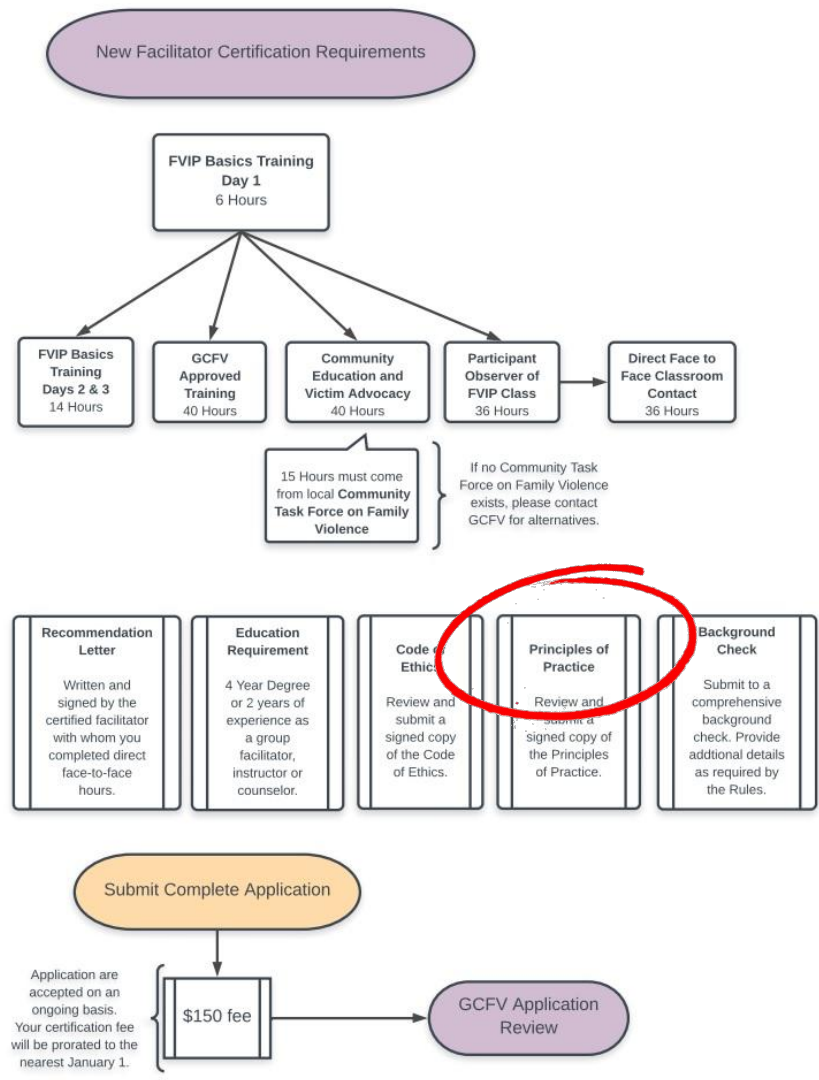 New Facilitator Certification Requirements
FVIP Basics Training
Day 1
6 Hours
FVIP Basics
Training
Days 2 & 3
14 Hours
GCFV
Approved
Training
40 Hours
Community
Education and
Victim Advocacy
40 Hours
Participant
Observer of
FVIP Class
36 Hours
Direct Face to
Face Classroom
Contact
36 Hours
15 Hours must come
from local Community
Task Force on Family
Violence
If no Community Task
Force on Family Violence
exists, please contact
GCFV for alternatives.
Recommendation
Letter
Written and
signed by the
certified facilitator
with whom you
completed direct
face-to-face
hours.
Education
Requirement
4 Year Degree
or 2 years of
experience as
a group
facilitator,
instructor or
counselor.
Code of
Ethics
Review and
submit a
signed copy
of the Code
of Ethics.
Principles of
Practice
Review and
submit a
signed copy of
the Principles
of Practice.
Background
Check
Submit to a
comprehensive
background
check. Provide
addtional details
as required by
the Rules.
Submit Complete Application
Application are
accepted on an
ongoing basis.
Your certification fee
will be prorated to the
nearest January 1.
$150 fee
GCFV Application
Review